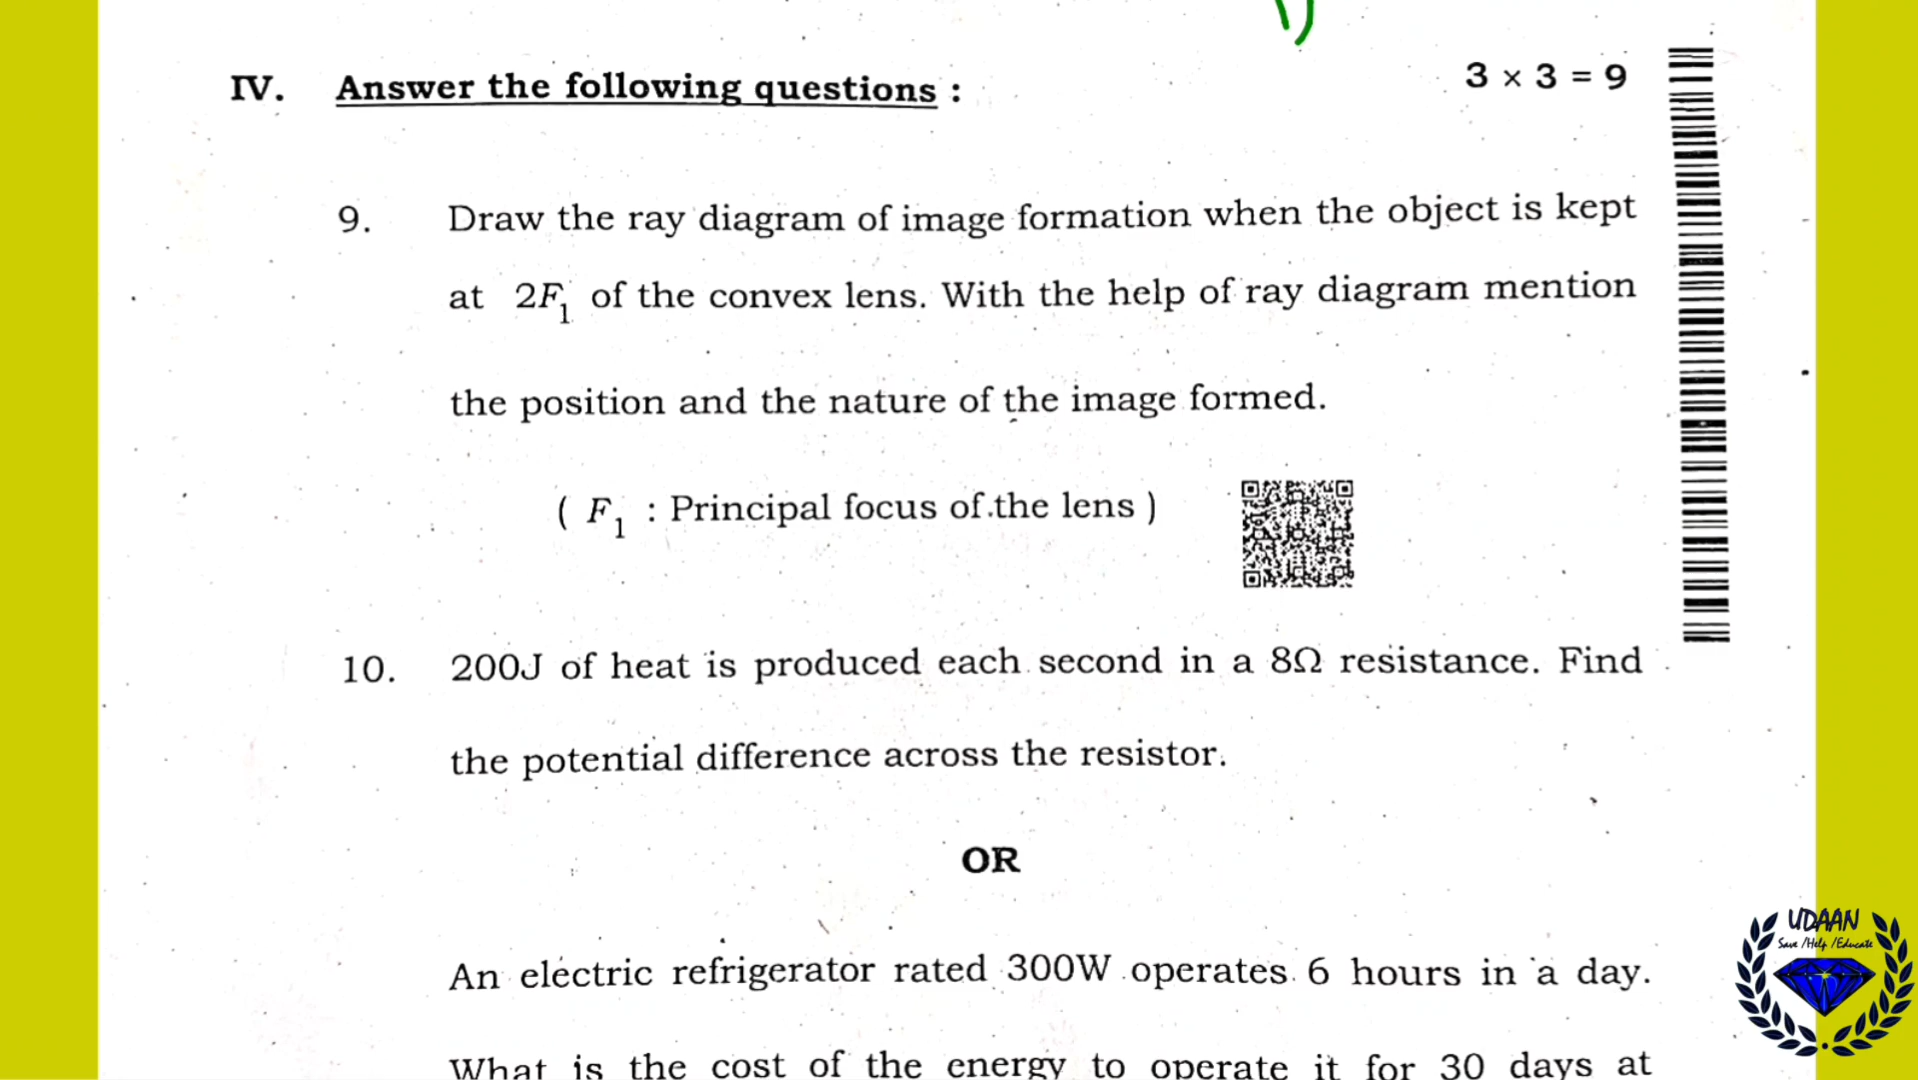 IV. Answer the following questions : 3 × 3 = 9
9. Draw the ray diagram of image formation when the object is kept
at 2F₁ of the convex lens. With the help of ray diagram mention
the position and the nature of the image formed.
( F₁ : Principal focus of the lens )
10. 200J of heat is produced each second in a 8Ω resistance. Find
the potential difference across the resistor.
OR
An electric refrigerator rated 300W operates 6 hours in a day.
What is the cost of the energy to operate it for 30 days at
UDAAN
Save /Help /Educate